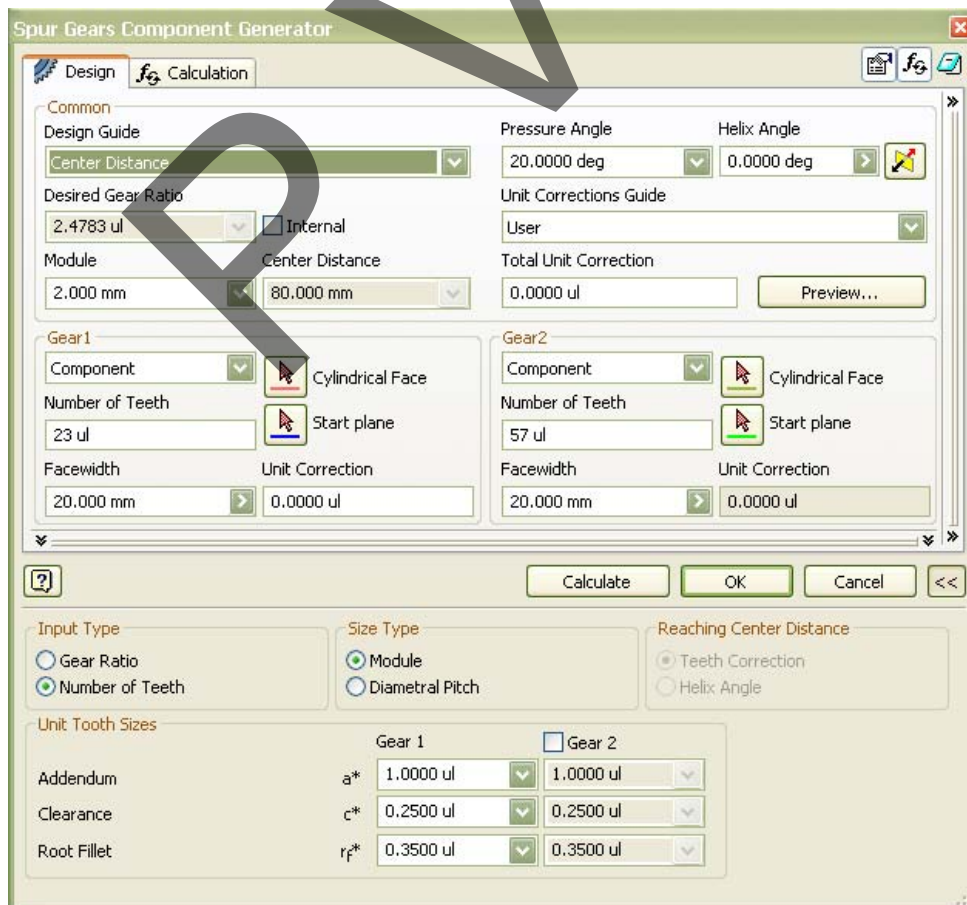 Spur Gears Component Generator
Design
Calculation
Common
Design Guide
Pressure Angle
Helix Angle
Center Distance
20.0000 deg
0.0000 deg
Desired Gear Ratio
Unit Corrections Guide
2.4783 ul
Internal
User
Module
Center Distance
Total Unit Correction
2.000 mm
80.000 mm
0.0000 ul
Preview...
Gear1
Component
Cylindrical Face
Number of Teeth
Start plane
23 ul
Facewidth
Unit Correction
20.000 mm
0.0000 ul
Gear2
Component
Cylindrical Face
Number of Teeth
Start plane
57 ul
Facewidth
Unit Correction
20.000 mm
0.0000 ul
Calculate
OK
Cancel
<<
Input Type
Gear Ratio
Number of Teeth
Size Type
Module
Diametral Pitch
Reaching Center Distance
Teeth Correction
Helix Angle
Unit Tooth Sizes
Gear 1
Gear 2
Addendum a* 1.0000 ul 1.0000 ul
Clearance c* 0.2500 ul 0.2500 ul
Root Fillet rf* 0.3500 ul 0.3500 ul